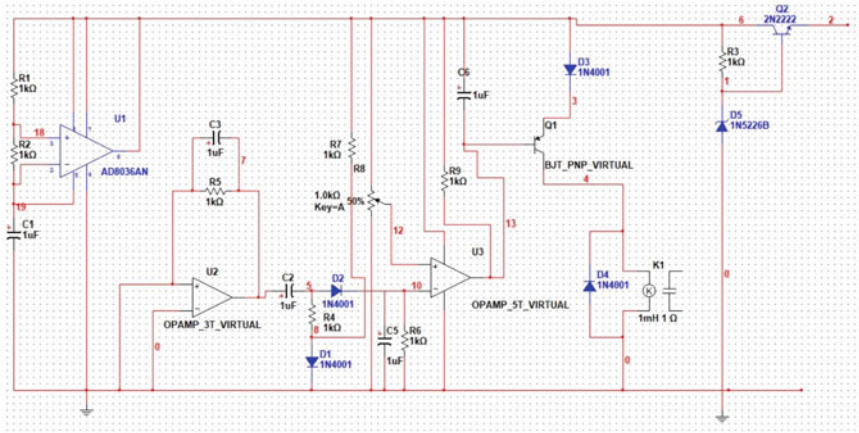 Q2
2N2222
6
2
R1
1kΩ
18
3
2
R2
1kΩ
U1
6
AD8036AN
19
C1
1uF
C3
1uF
7
R5
1kΩ
U2
OPAMP_3T_VIRTUAL
0
C2
1uF
5
D2
1N4001
R4
1kΩ
8
D1
1N4001
R7
1kΩ
R8
1.0kΩ
Key=A
50%
12
10
C5
1uF
R6
1kΩ
C6
1uF
R9
1kΩ
13
U3
OPAMP_5T_VIRTUAL
D3
1N4001
3
Q1
BJT_PNP_VIRTUAL
4
D4
1N4001
K1
K
1mH 1 Ω
0
R3
1kΩ
1
D5
1N5226B
0